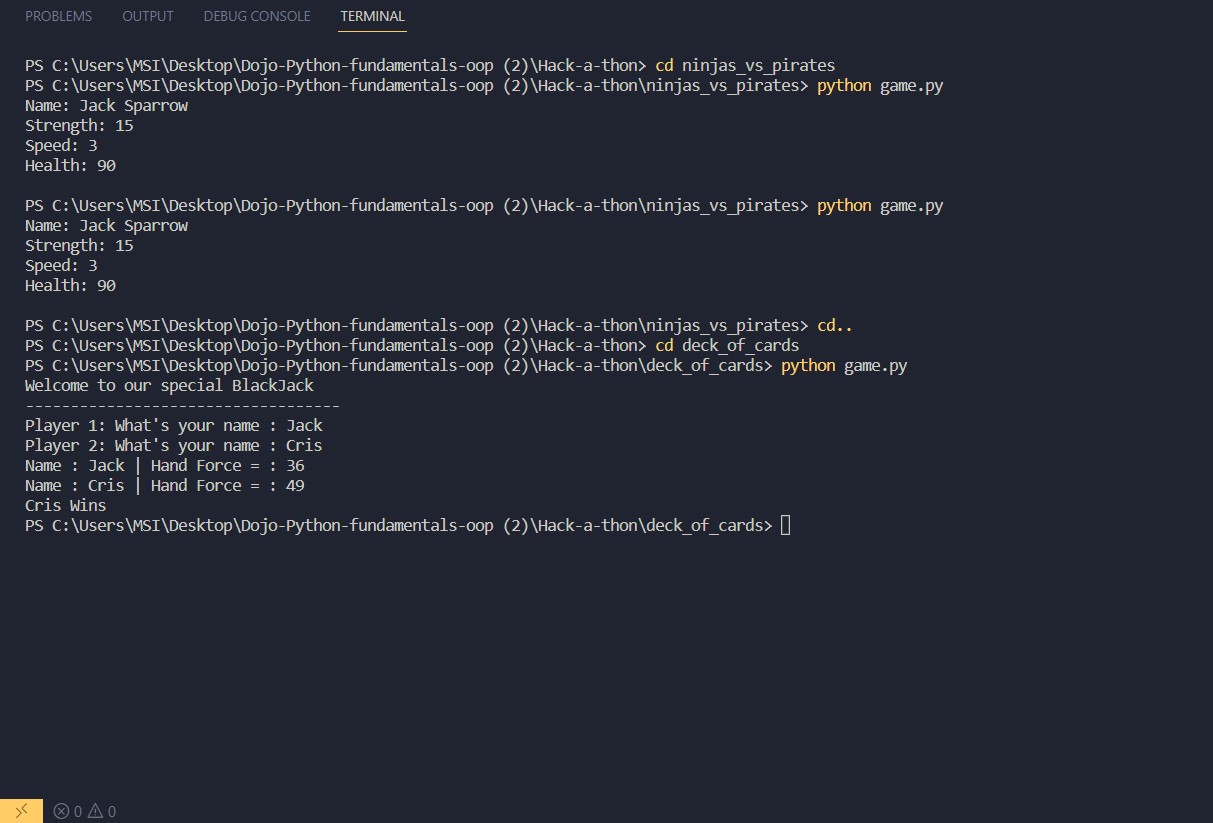 PROBLEMS OUTPUT DEBUG CONSOLE TERMINAL
PS C:\Users\MSI\Desktop\Dojo-Python-fundamentals-oop (2)\Hack-a-thon> cd ninjas_vs_pirates
PS C:\Users\MSI\Desktop\Dojo-Python-fundamentals-oop (2)\Hack-a-thon\ninjas_vs_pirates> python game.py
Name: Jack Sparrow
Strength: 15
Speed: 3
Health: 90
PS C:\Users\MSI\Desktop\Dojo-Python-fundamentals-oop (2)\Hack-a-thon\ninjas_vs_pirates> python game.py
Name: Jack Sparrow
Strength: 15
Speed: 3
Health: 90
PS C:\Users\MSI\Desktop\Dojo-Python-fundamentals-oop (2)\Hack-a-thon\ninjas_vs_pirates> cd..
PS C:\Users\MSI\Desktop\Dojo-Python-fundamentals-oop (2)\Hack-a-thon> cd deck_of_cards
PS C:\Users\MSI\Desktop\Dojo-Python-fundamentals-oop (2)\Hack-a-thon\deck_of_cards> python game.py
Welcome to our special BlackJack
-----------------------------------
Player 1: What's your name : Jack
Player 2: What's your name : Cris
Name : Jack | Hand Force = : 36
Name : Cris | Hand Force = : 49
Cris Wins
PS C:\Users\MSI\Desktop\Dojo-Python-fundamentals-oop (2)\Hack-a-thon\deck_of_cards>
0 0